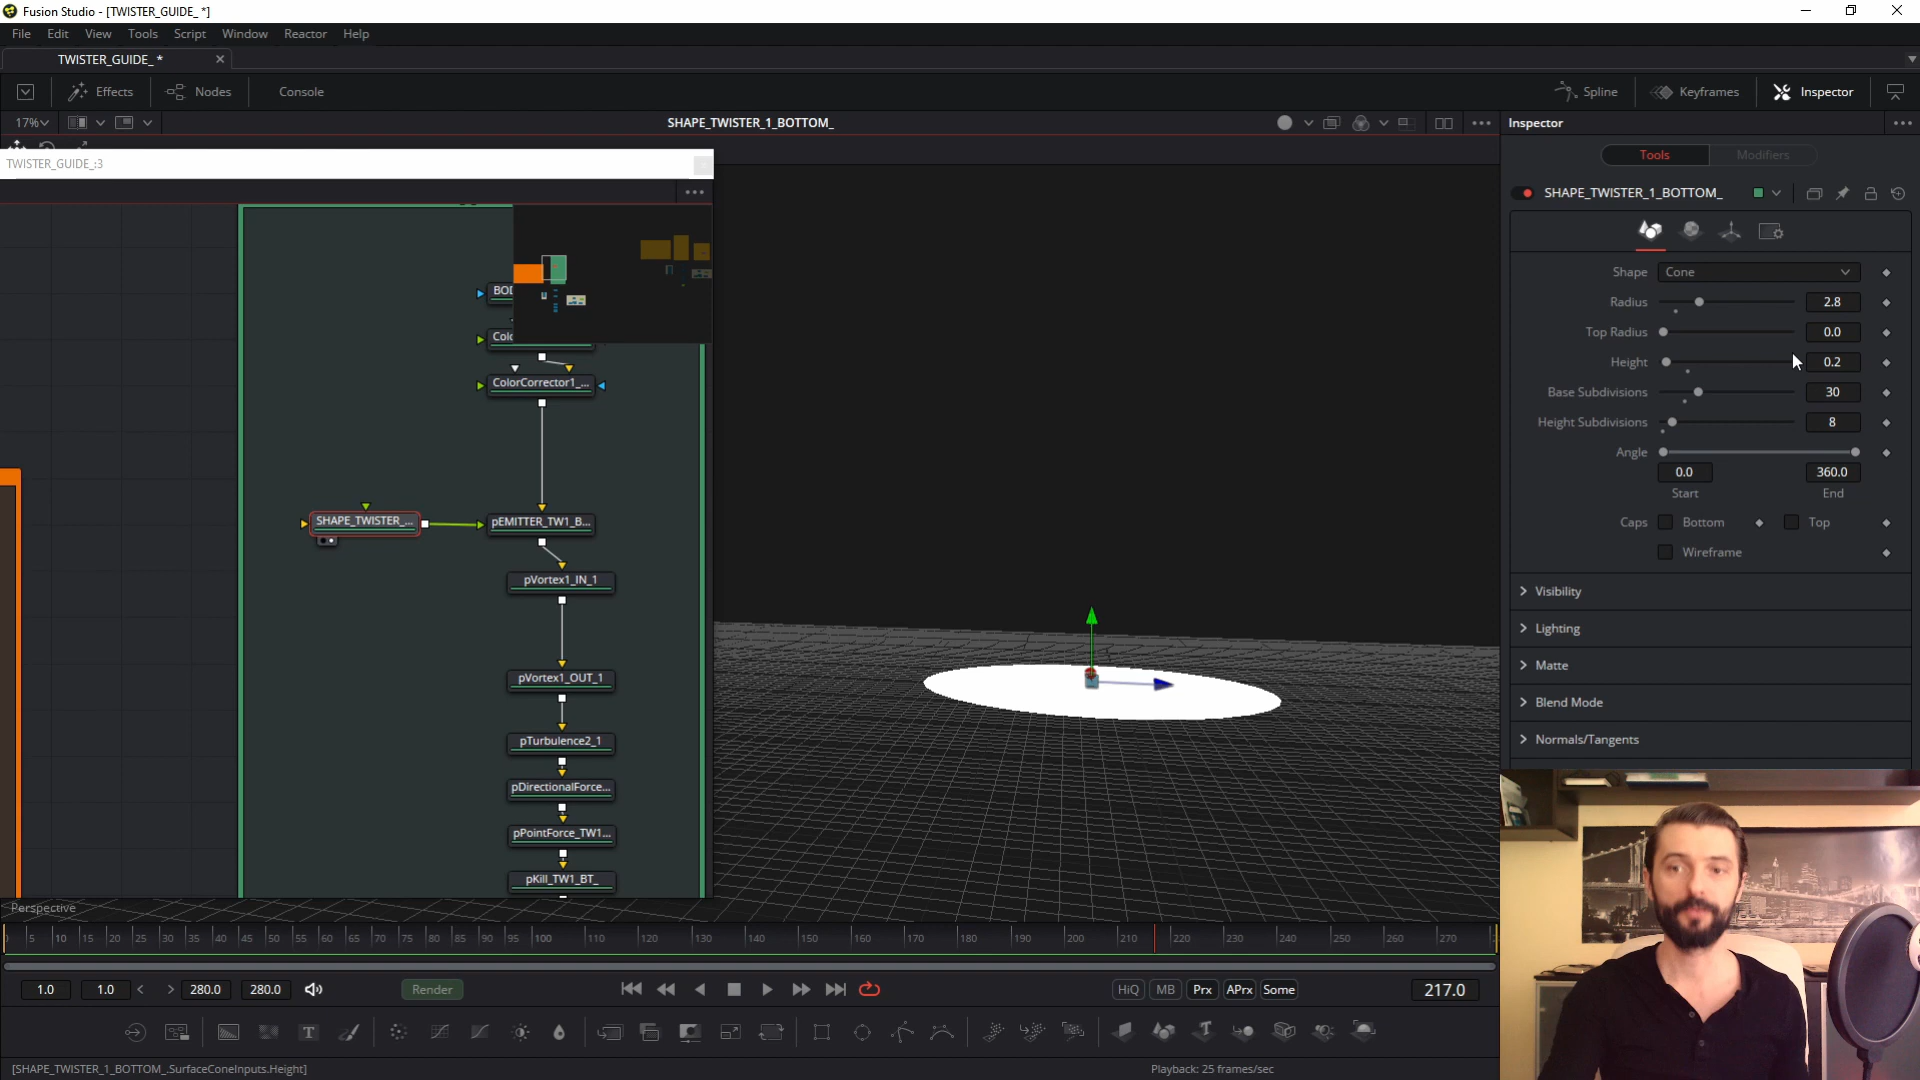 Fusion Studio - [TWISTER_GUIDE_ *]
File Edit View Tools Script Window Reactor Help
TWISTER_GUIDE_ *
Effects Nodes Console Spline Keyframes Inspector
17% SHAPE_TWISTER_1_BOTTOM_ Inspector
TWISTER_GUIDE_:3
Tools Modifiers
SHAPE_TWISTER_1_BOTTOM_
Shape Cone
Radius 2.8
Top Radius 0.0
Height 0.2
Base Subdivisions 30
Height Subdivisions 8
Angle
0.0 360.0
Start End
Caps Bottom Top
Wireframe
Visibility
Lighting
Matte
Blend Mode
Normals/Tangents
BOD
Colo
ColorCorrector1_...
SHAPE_TWISTER_... pEMITTER_TW1_B...
pVortex1_IN_1
pVortex1_OUT_1
pTurbulence2_1
pDirectionalForce...
pPointForce_TW1...
pKill_TW1_BT_
Perspective
5 10 15 20 25 30 35 40 45 50 55 60 65 70 75 80 85 90 95 100 110 120 130 140 150 160 170 180 190 200 210 220 230 240 250 260 270
1.0 1.0 < > 280.0 280.0 Render HiQ MB Prx APrx Some 217.0
T
[SHAPE_TWISTER_1_BOTTOM_.SurfaceConeInputs.Height] Playback: 25 frames/sec